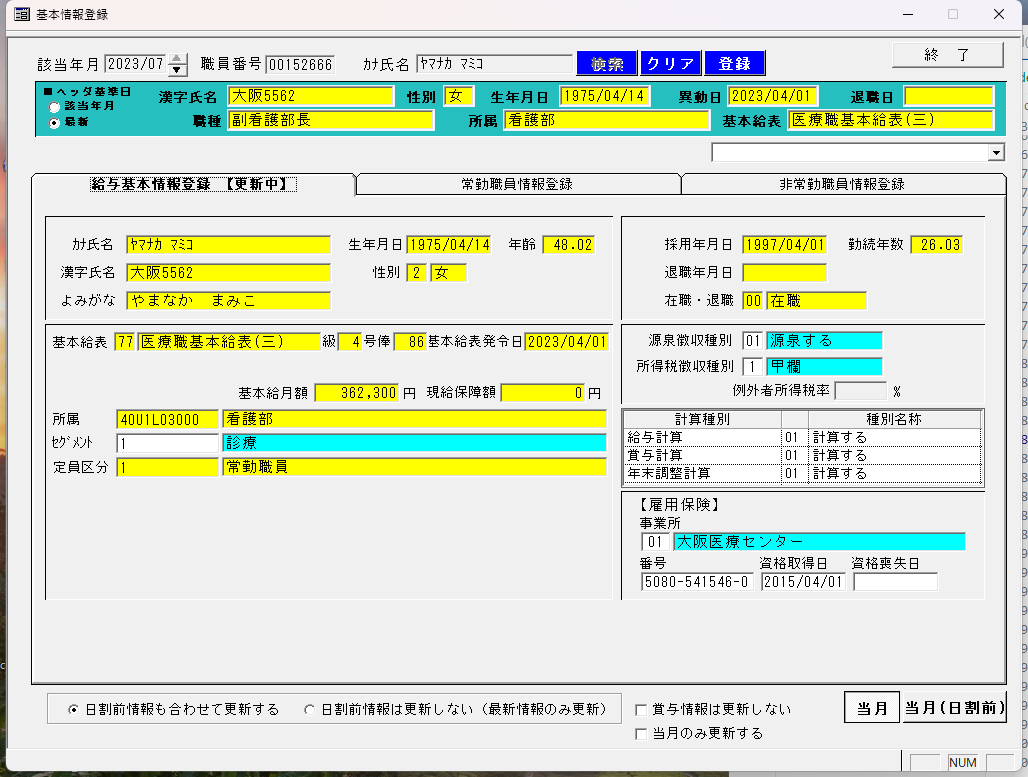 基本情報登録
該当年月 2023/07 職員番号 00152666 ｶﾅ氏名 ﾔﾏﾅｶ ﾏﾐｺ 検索 クリア 登録 終 了
■ヘッダ基準日
該当年月
最新
漢字氏名 大阪5562 性別 女 生年月日 1975/04/14 異動日 2023/04/01 退職日
職種 副看護部長 所属 看護部 基本給表 医療職基本給表(三)
給与基本情報登録 【更新中】 常勤職員情報登録 非常勤職員情報登録
ｶﾅ氏名 ﾔﾏﾅｶ ﾏﾐｺ 生年月日 1975/04/14 年齢 48.02
漢字氏名 大阪5562 性別 2 女
よみがな やまなか まみこ
採用年月日 1997/04/01 勤続年数 26.03
退職年月日
在職・退職 00 在職
基本給表 77 医療職基本給表(三) 級 4 号俸 86 基本給表発令日 2023/04/01
基本給月額 362,300 円 現給保障額 0 円
所属 40U1L03000 看護部
ｾｸﾞﾒﾝﾄ 1 診療
定員区分 1 常勤職員
源泉徴収種別 01 源泉する
所得税徴収種別 1 甲欄
例外者所得税率 %
計算種別 種別名称
給与計算 01 計算する
賞与計算 01 計算する
年末調整計算 01 計算する
【雇用保険】
事業所
01 大阪医療センター
番号 資格取得日 資格喪失日
5080-541546-0 2015/04/01
日割前情報も合わせて更新する 日割前情報は更新しない（最新情報のみ更新） 賞与情報は更新しない 当月 当月(日割前)
当月のみ更新する
NUM